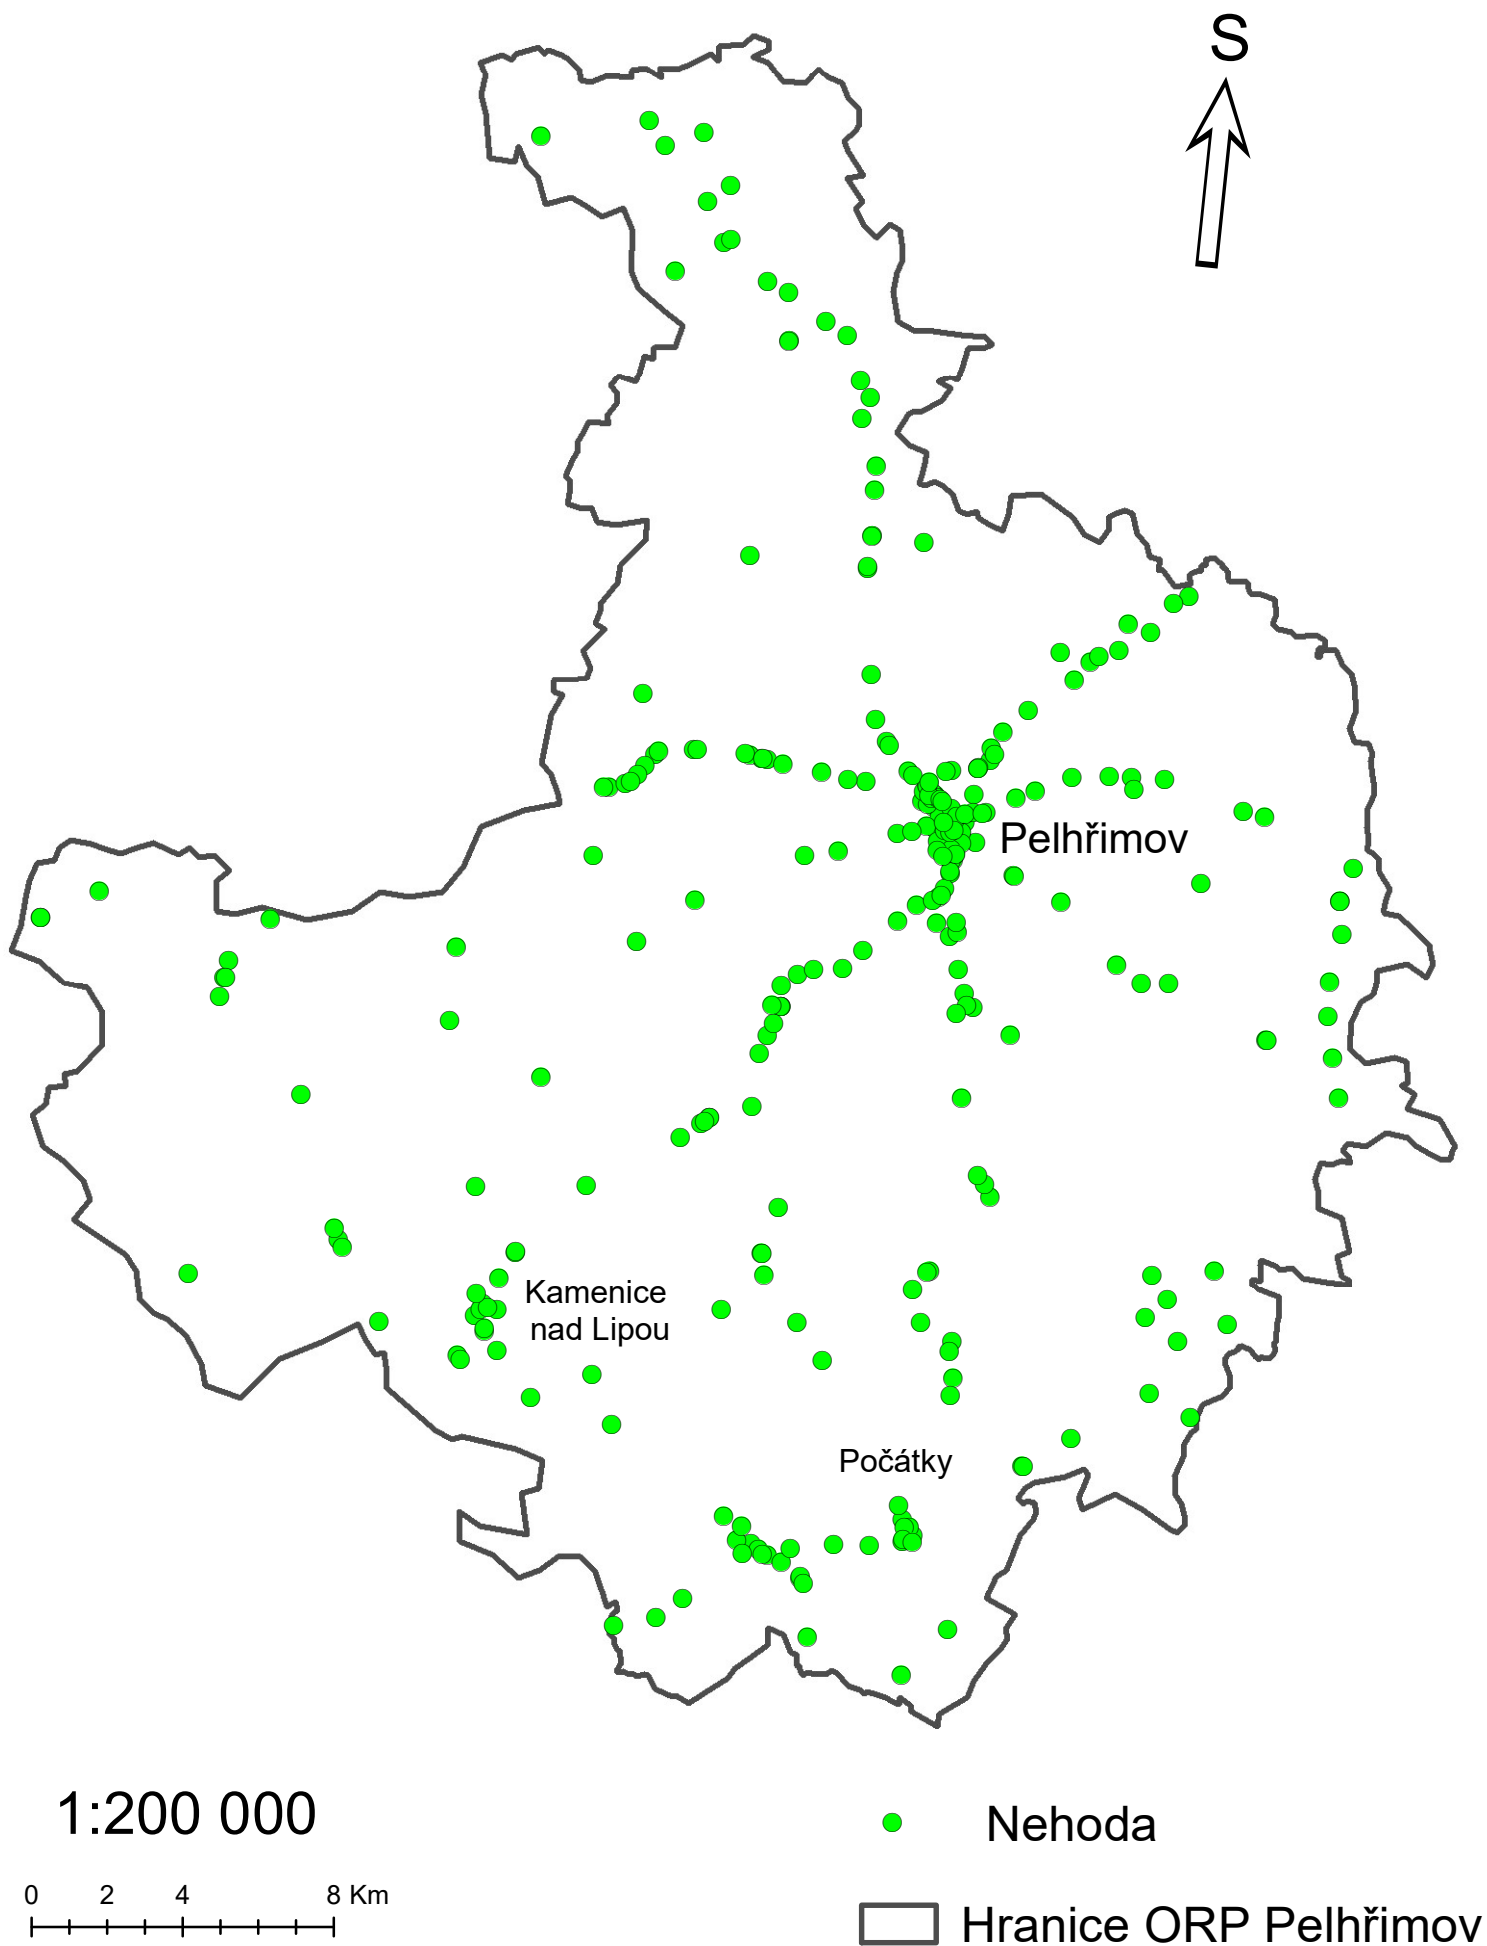 S
Pelhřimov
Kamenice
nad Lipou
Počátky
1:200 000
Nehoda
0 2 4 8 Km
Hranice ORP Pelhřimov